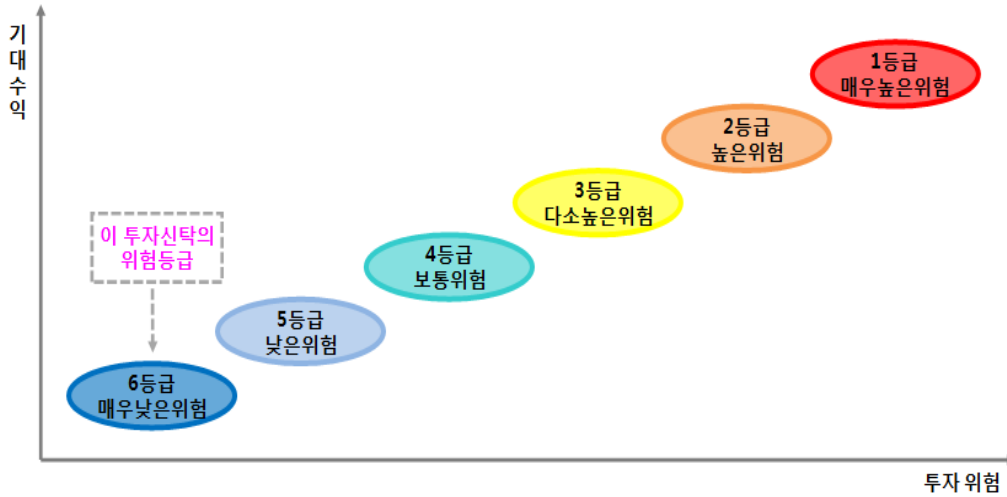 기
대
수
익
1등급
매우높은위험
2등급
높은위험
3등급
다소높은위험
이 투자신탁의
위험등급
4등급
보통위험
5등급
낮은위험
6등급
매우낮은위험
투자 위험